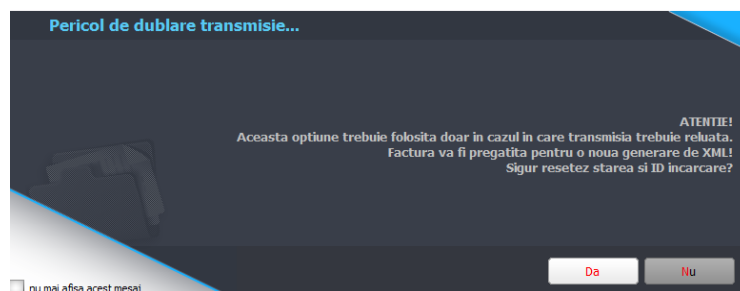 Pericol de dublare transmisie...
ATENTIE!
Aceasta optiune trebuie folosita doar in cazul in care transmisia trebuie reluata.
Factura va fi pregatita pentru o noua generare de XML!
Sigur resetez starea si ID incarcare?
Da
Nu
nu mai afisa acest mesaj